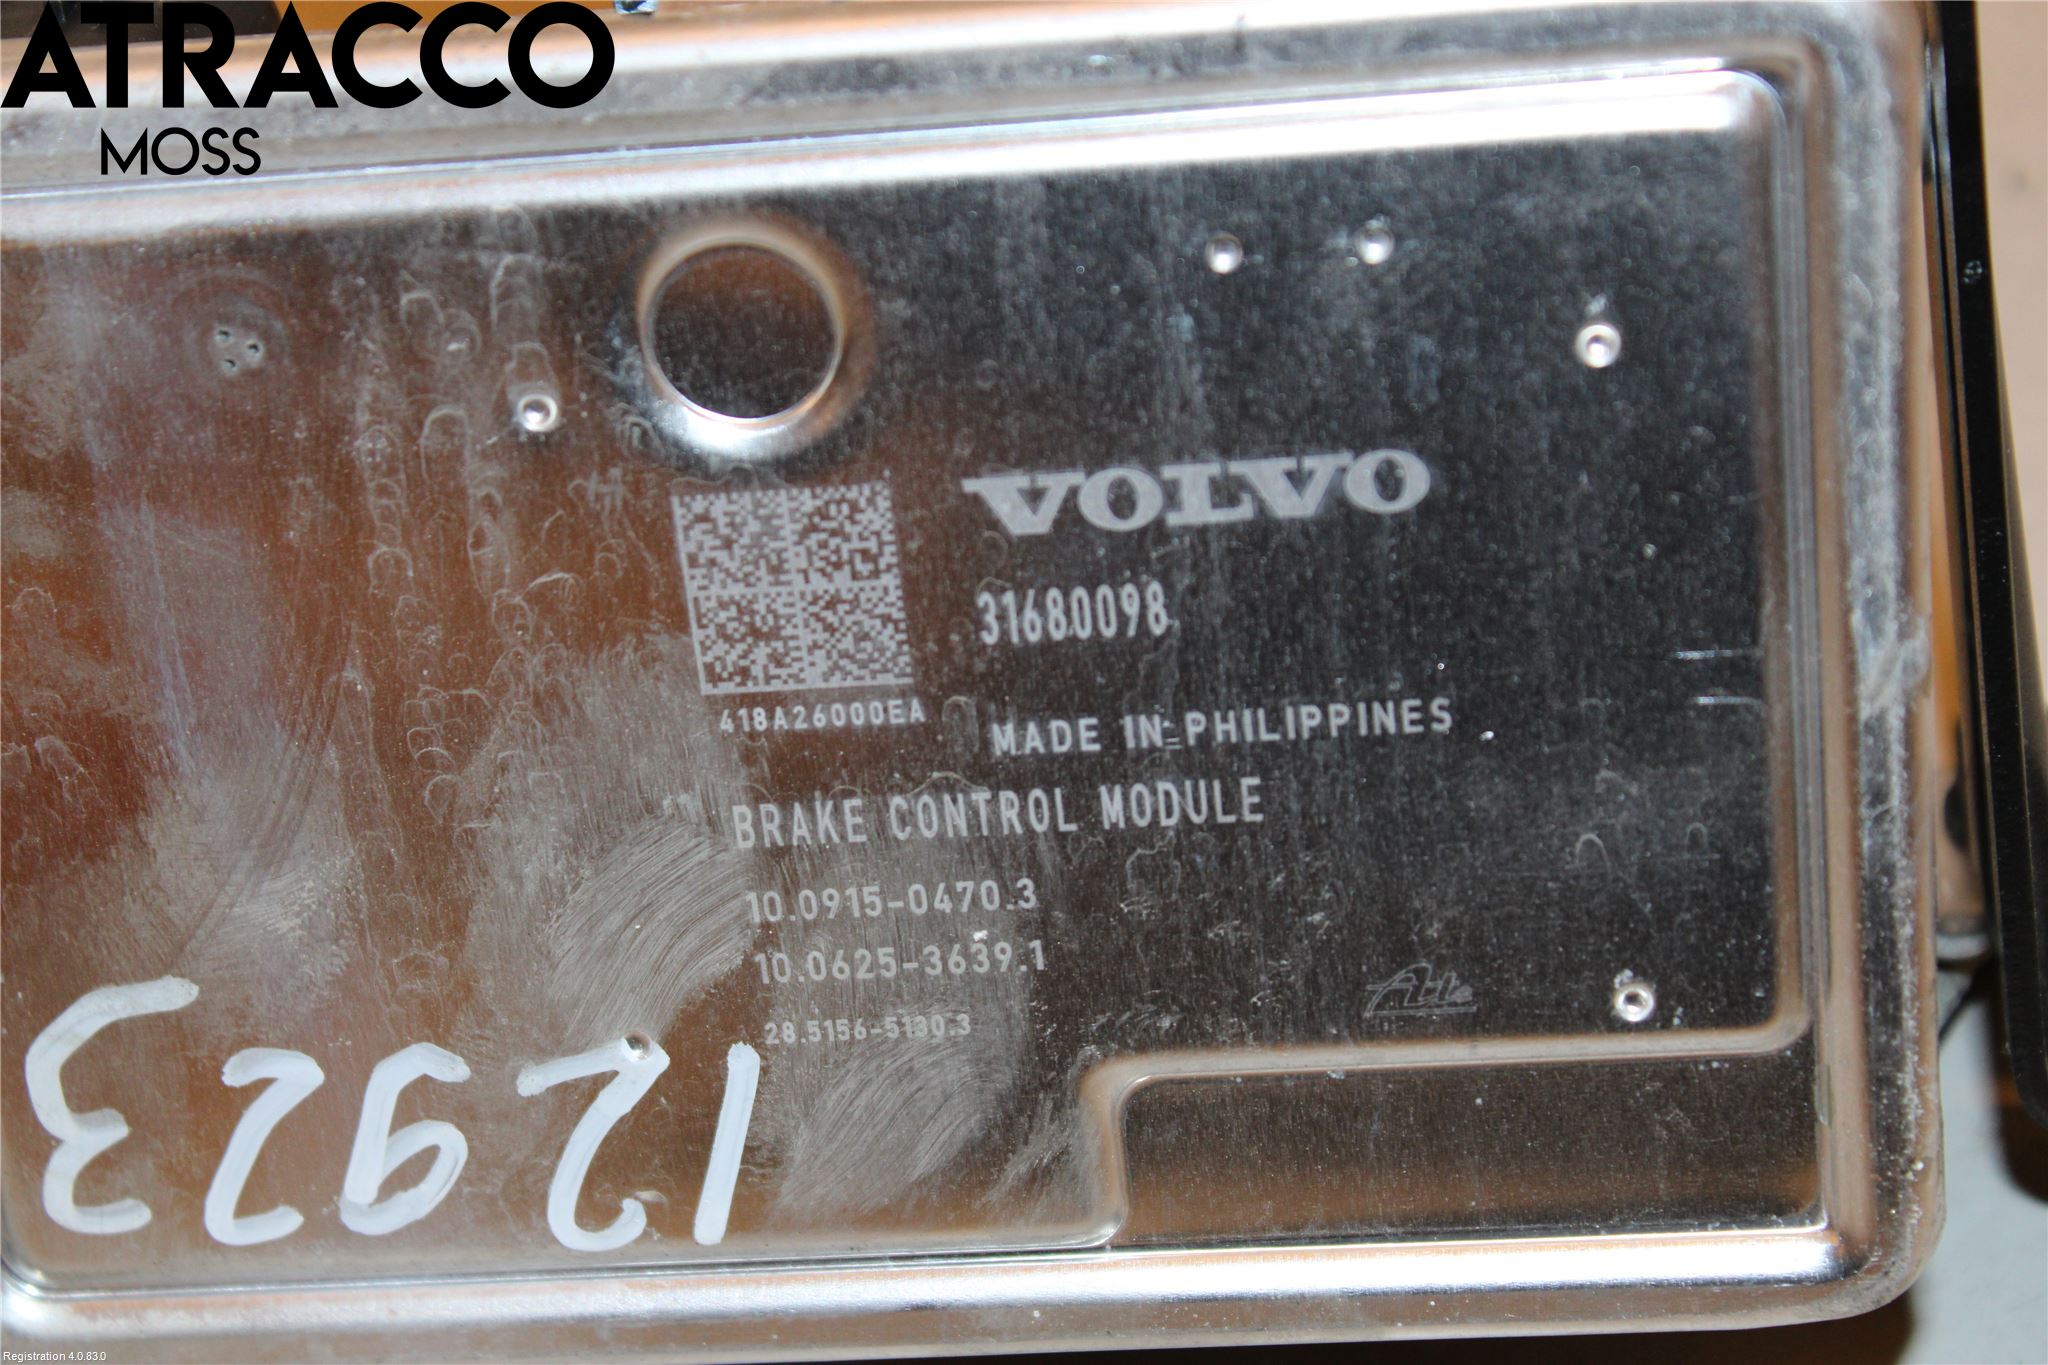 ATRACCO
MOSS
VOLVO
31680098
418A26000EA
MADE IN PHILIPPINES
BRAKE CONTROL MODULE
10.0915-0470.3
10.0625-3639.1
28.5156-5130.3
Ate
12923
Registration 4.0.83.0